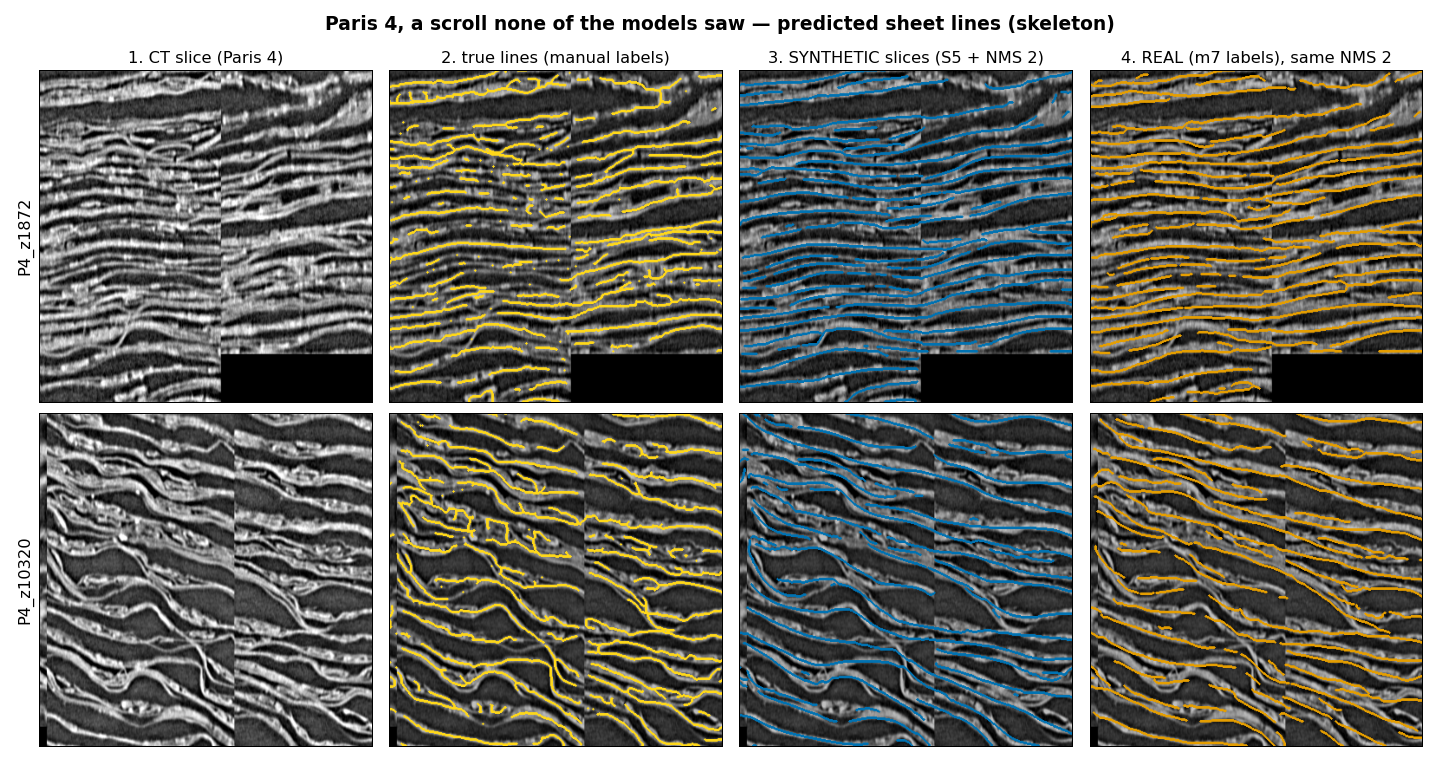 Paris 4, a scroll none of the models saw — predicted sheet lines (skeleton)
1. CT slice (Paris 4)
2. true lines (manual labels)
3. SYNTHETIC slices (S5 + NMS 2)
4. REAL (m7 labels), same NMS 2
P4_z1872
P4_z10320